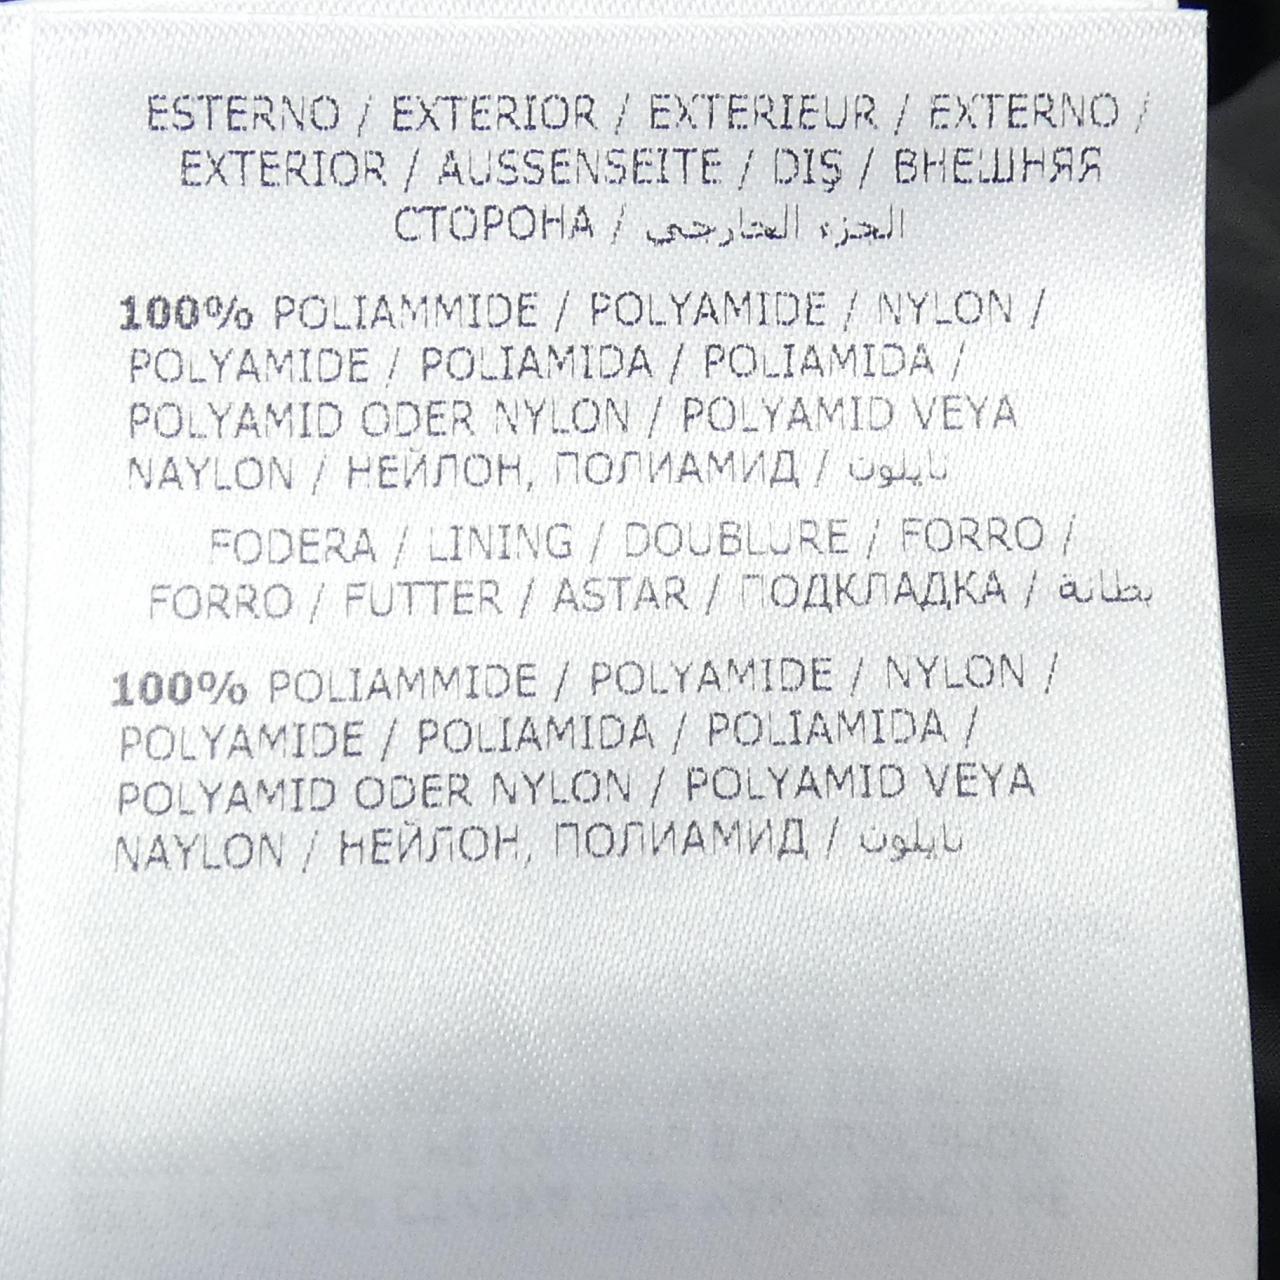 ESTERNO / EXTERIOR / EXTERIEUR / EXTERNO /
EXTERIOR / AUSSENSEITE / DIŞ / ВНЕШНЯЯ
СТОРОНА / الجزء الخارجي
100% POLIAMMIDE / POLYAMIDE / NYLON /
POLYAMIDE / POLIAMIDA / POLIAMIDA /
POLYAMID ODER NYLON / POLYAMID VEYA
NAYLON / НЕЙЛОН, ПОЛИАМИД / نايلون
FODERA / LINING / DOUBLURE / FORRO /
FORRO / FUTTER / ASTAR / ПОДКЛАДКА / بطانة
100% POLIAMMIDE / POLYAMIDE / NYLON /
POLYAMIDE / POLIAMIDA / POLIAMIDA /
POLYAMID ODER NYLON / POLYAMID VEYA
NAYLON / НЕЙЛОН, ПОЛИАМИД / نايلون